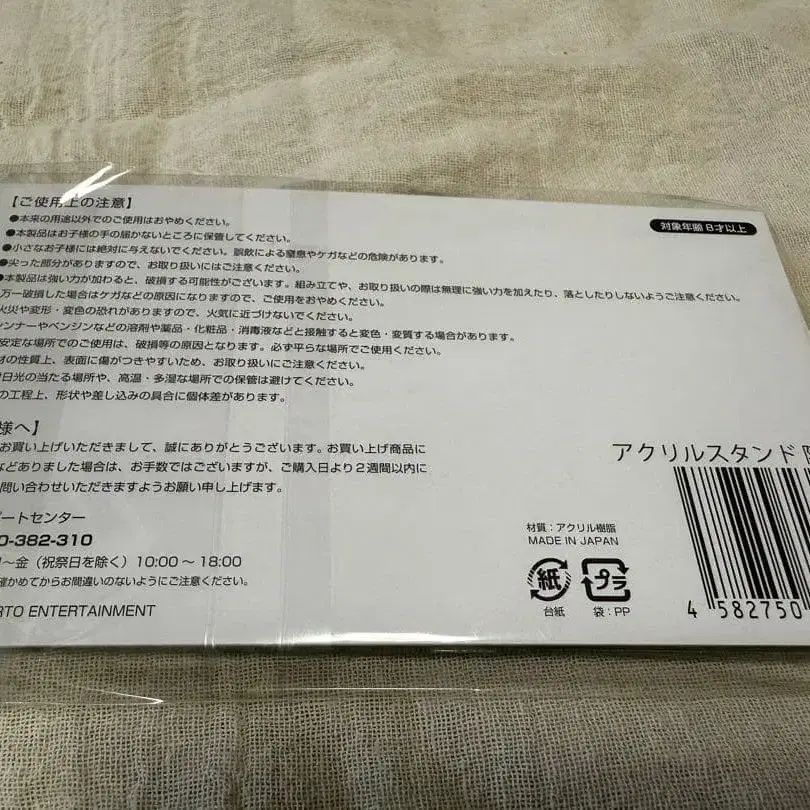 【ご使用上の注意】
●本来の用途以外でのご使用はおやめください。
●本製品はお子様の手の届かないところに保管してください。
●小さなお子様には絶対に与えないでください。誤飲による窒息やケガなどの危険があります。
●尖った部分がありますので、お取り扱いにはご注意ください。
●本製品は強い力が加わると、破損する可能性がございます。組み立てや、お取り扱いの際は無理に強い力を加えたり、落としたりしないようご注意ください。
万一破損した場合はケガなどの原因になりますので、ご使用をおやめください。
火災や変形・変色の恐れがありますので、火気に近づけないでください。
ンナーやベンジンなどの溶剤や薬品・化粧品・消毒液などと接触すると変色・変質する場合があります。
安定な場所でのご使用は、破損等の原因となります。必ず平らな場所でご使用ください。
材の性質上、表面に傷がつきやすいため、お取り扱いにご注意ください。
日光の当たる場所や、高温・多湿な場所での保管は避けてください。
の工程上、形状や差し込みの具合に個体差があります。
対象年齢 8才以上
様へ】
お買い上げいただきまして、誠にありがとうございます。お買い上げ商品に
などありました場合は、お手数ではございますが、ご購入日より2週間以内に
問い合わせいただきますようお願い申し上げます。
ポートセンター
0-382-310
～金（祝祭日を除く）10:00～18:00
確かめてからお間違いのないようにご注意ください。
RTO ENTERTAINMENT
アクリルスタンド
材質：アクリル樹脂
MADE IN JAPAN
紙 プラ
台紙 袋：PP
4 582750